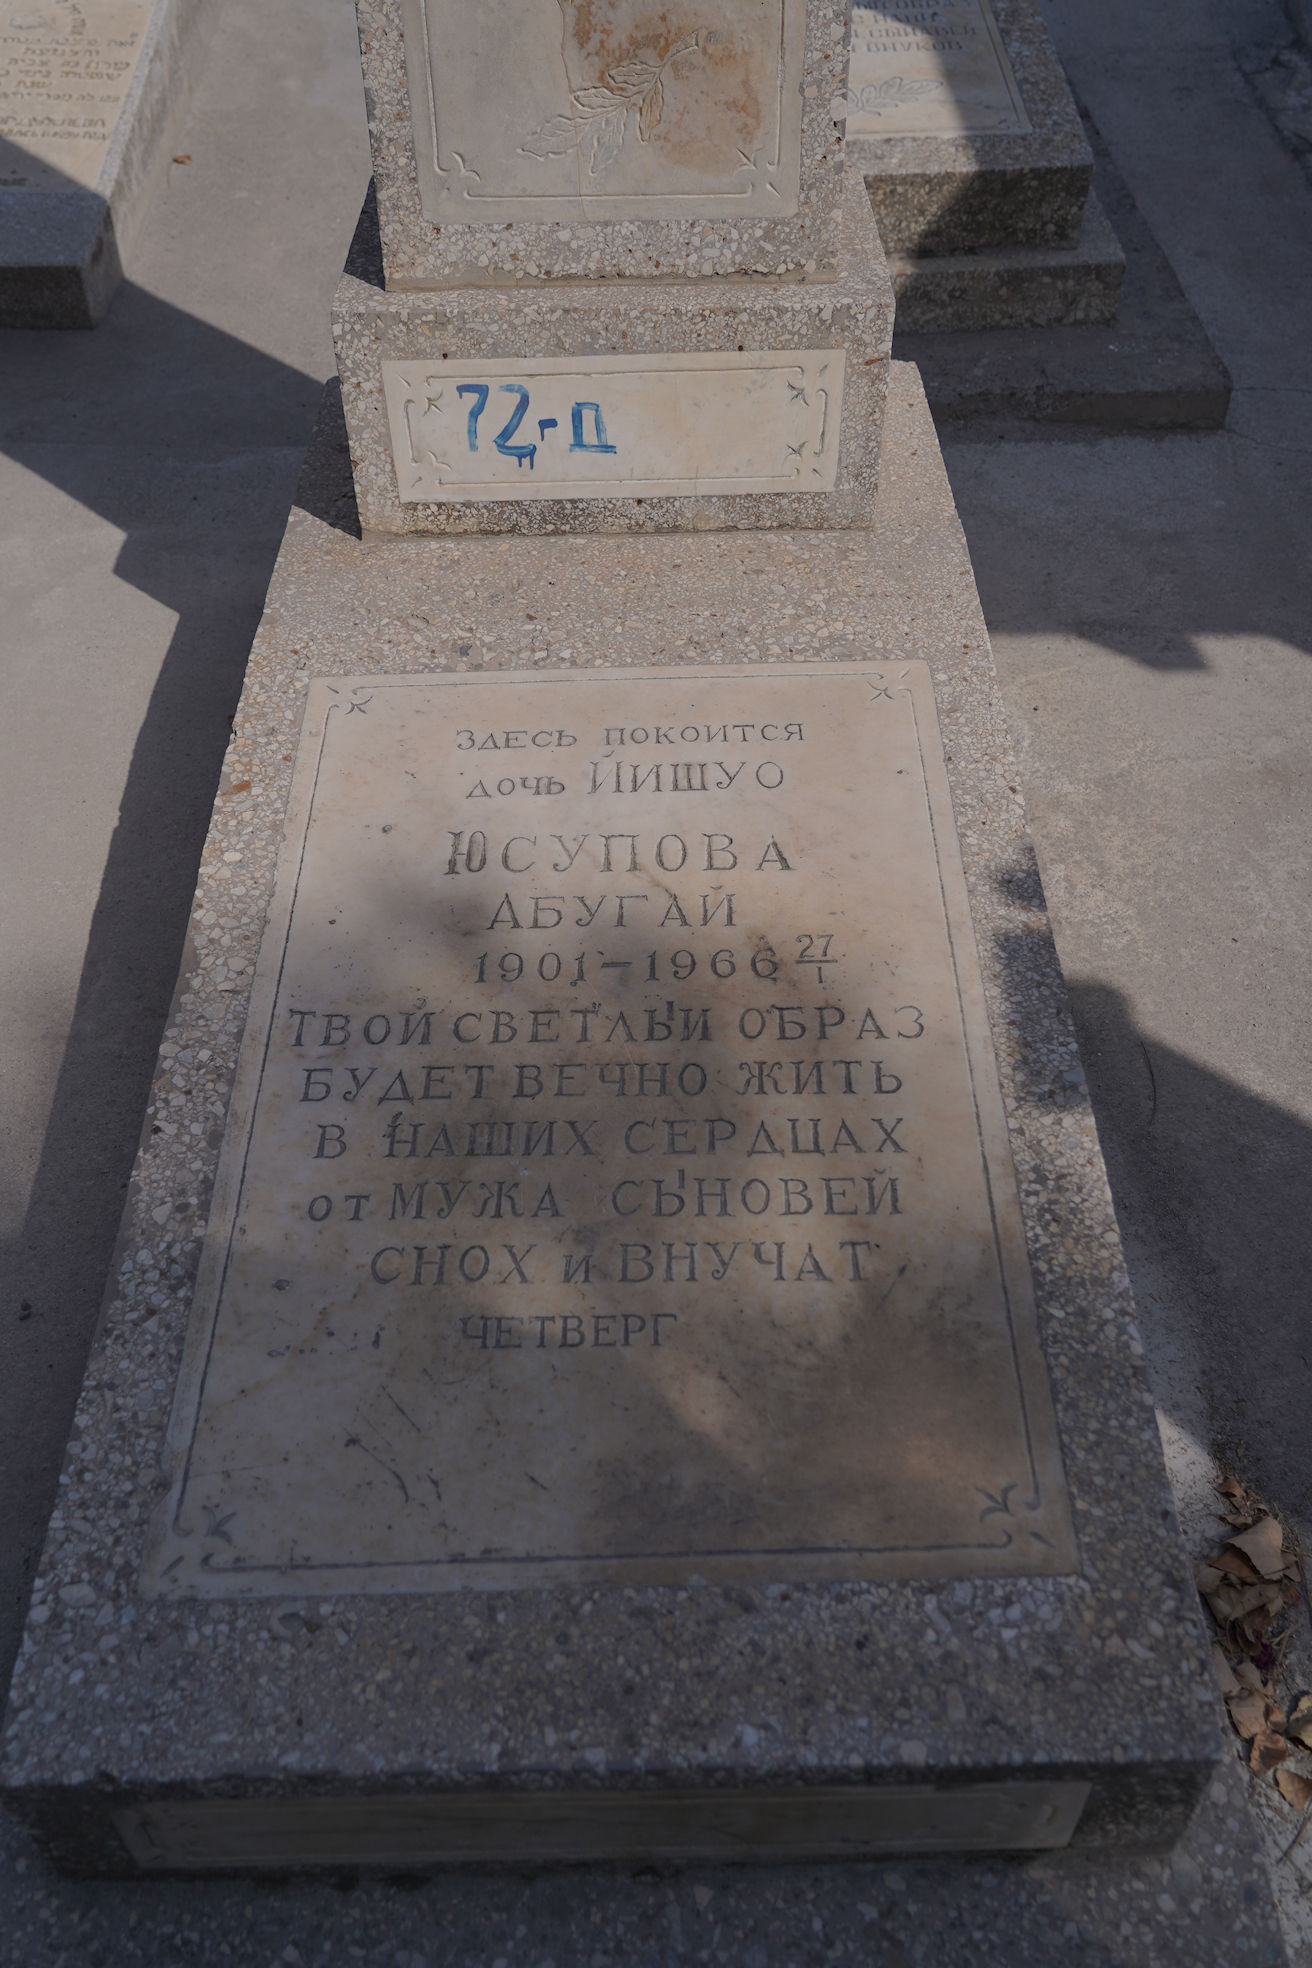 72-Д
ЗДЕСЬ ПОКОИТСЯ
ДОЧЬ ЙИШУО
ЮСУПОВА
АБУГАЙ
1901-1966 27/I
ТВОЙ СВЕТЛЫЙ ОБРАЗ
БУДЕТ ВЕЧНО ЖИТЬ
В НАШИХ СЕРДЦАХ
ОТ МУЖА СЫНОВЕЙ
СНОХ И ВНУЧАТ
ЧЕТВЕРГ
ВНУКОВ